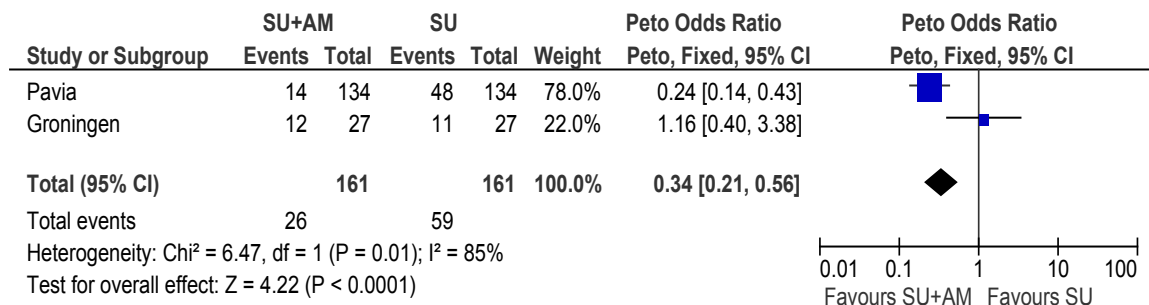 SU+AM SU Peto Odds Ratio Peto Odds Ratio
Study or Subgroup Events Total Events Total Weight Peto, Fixed, 95% CI Peto, Fixed, 95% CI
Pavia 14 134 48 134 78.0% 0.24 [0.14, 0.43]
Groningen 12 27 11 27 22.0% 1.16 [0.40, 3.38]
Total (95% CI) 161 161 100.0% 0.34 [0.21, 0.56]
Total events 26 59
Heterogeneity: Chi² = 6.47, df = 1 (P = 0.01); I² = 85%
Test for overall effect: Z = 4.22 (P < 0.0001)
0.01 0.1 1 10 100
Favours SU+AM Favours SU